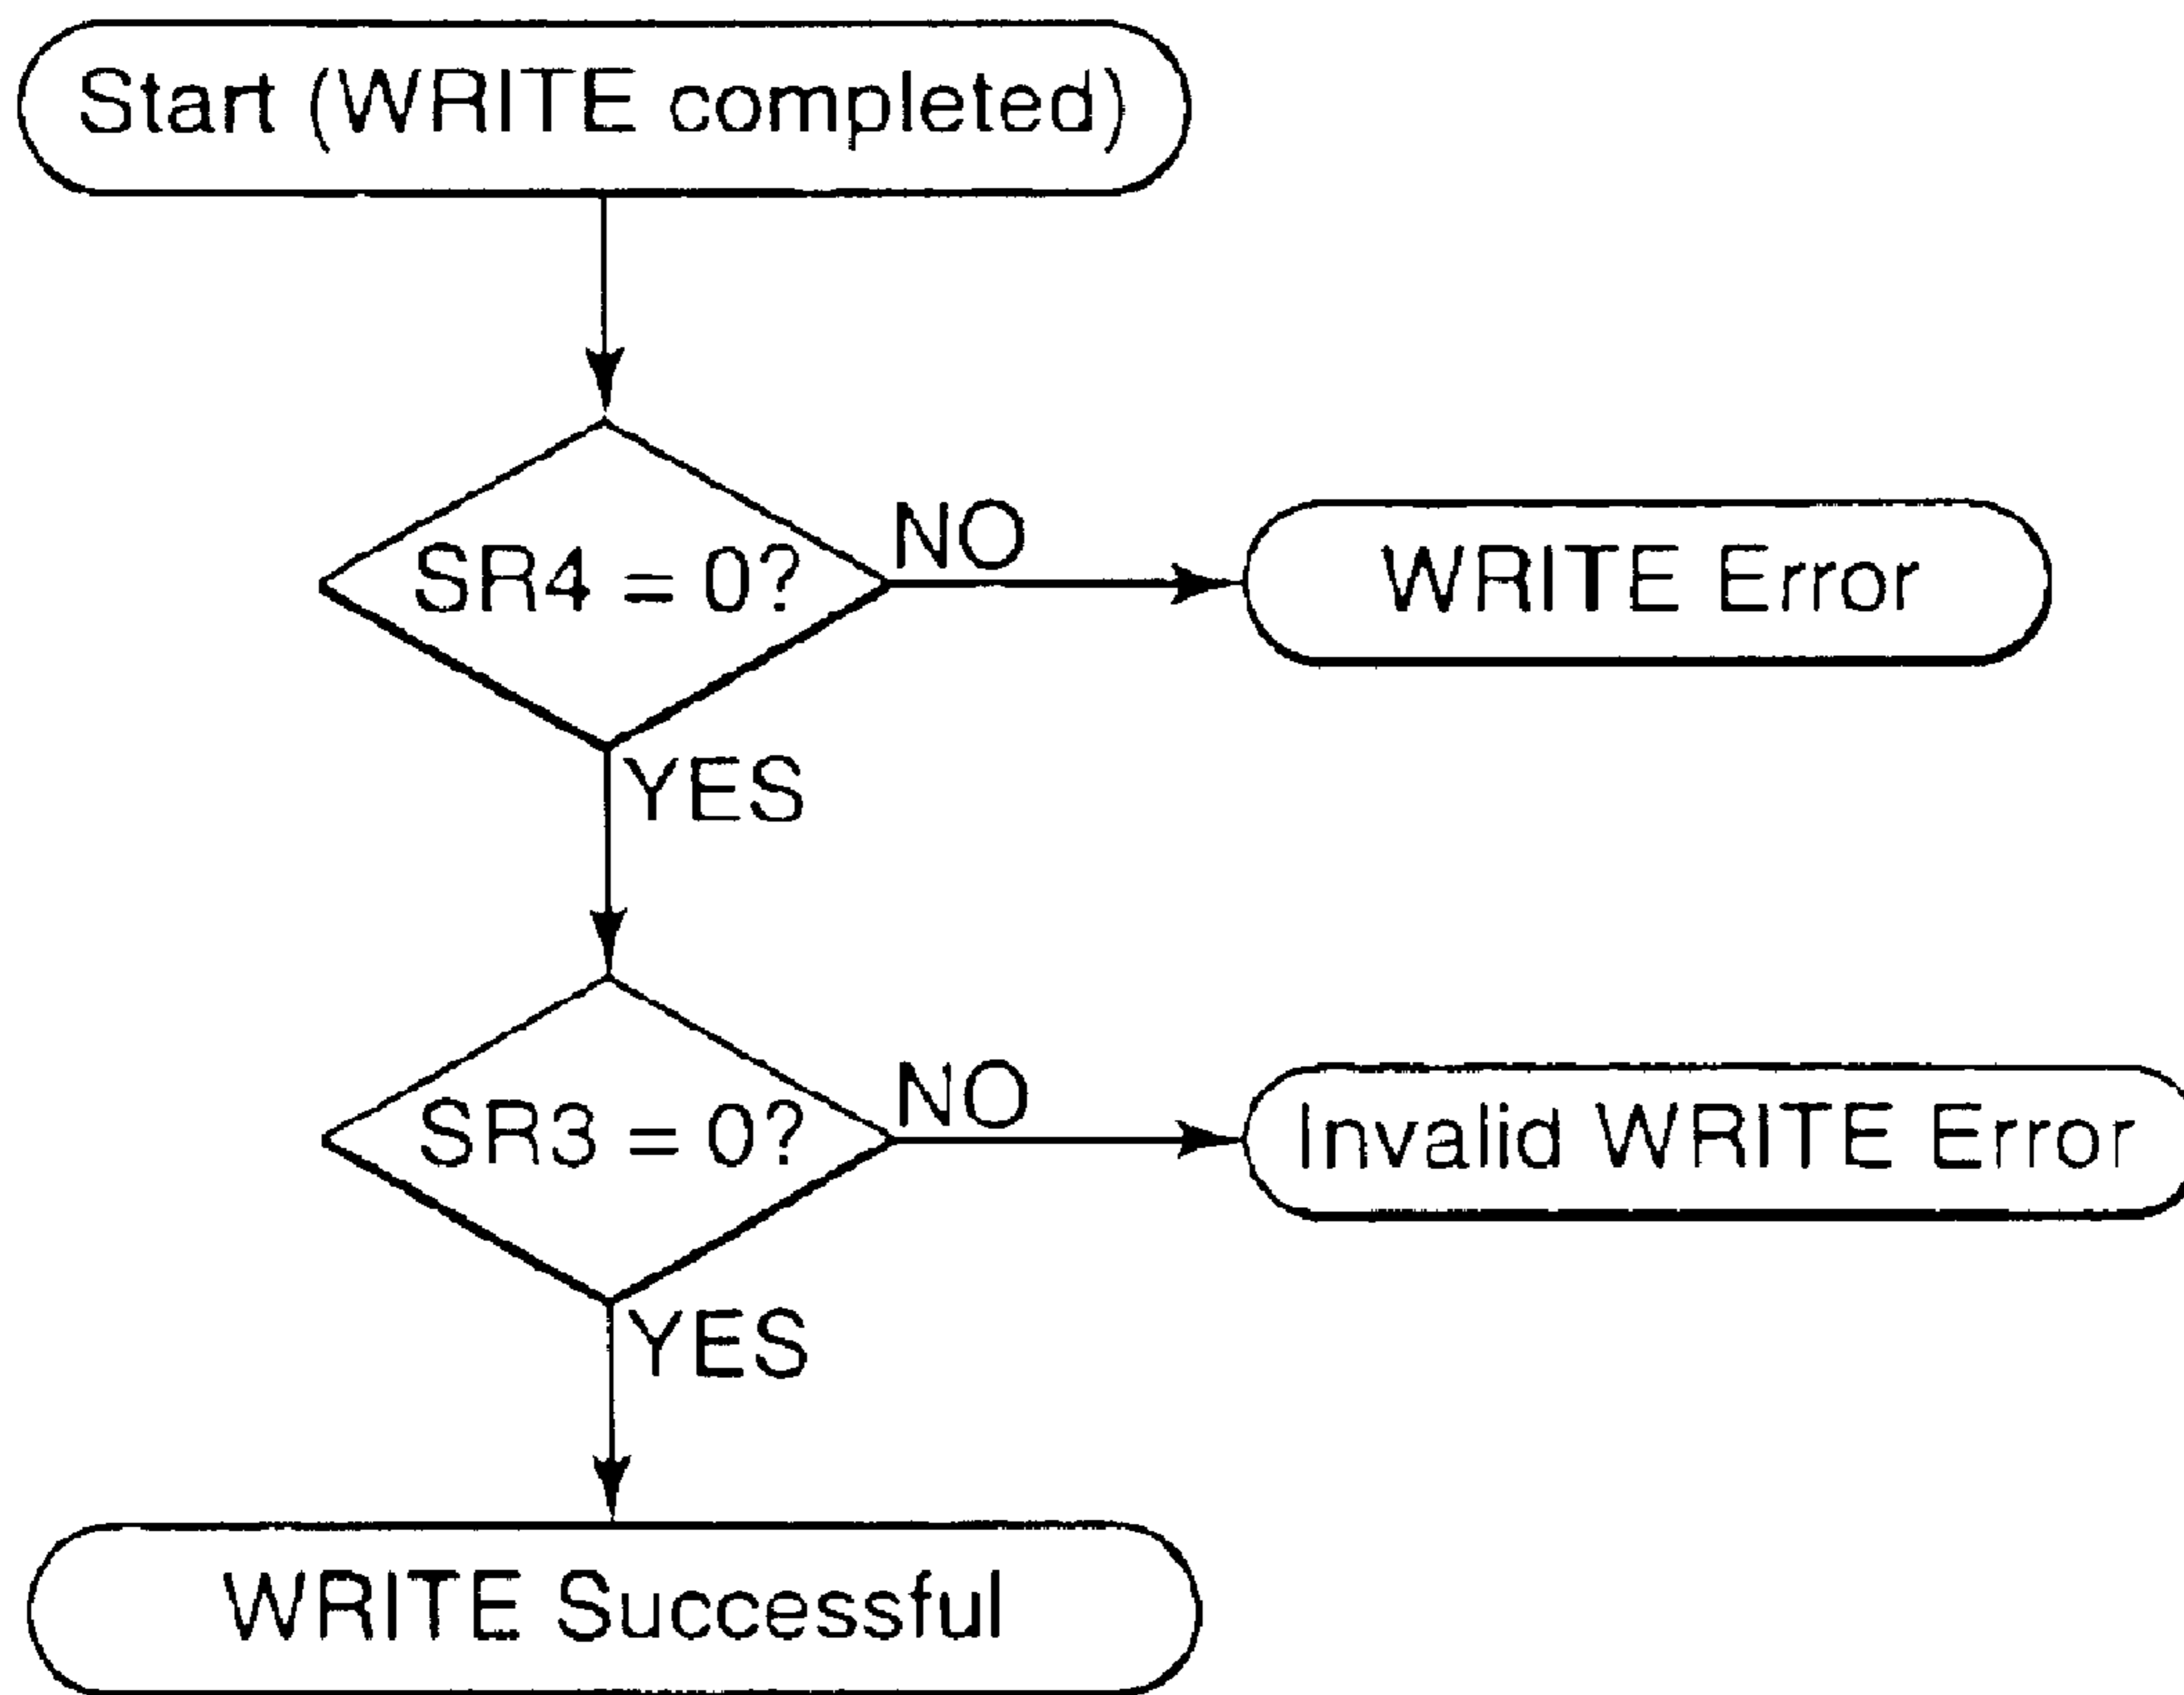 Start (WRITE completed)
SR4 = 0?
NO
WRITE Error
YES
SR3 = 0?
NO
Invalid WRITE Error
YES
WRITE Successful